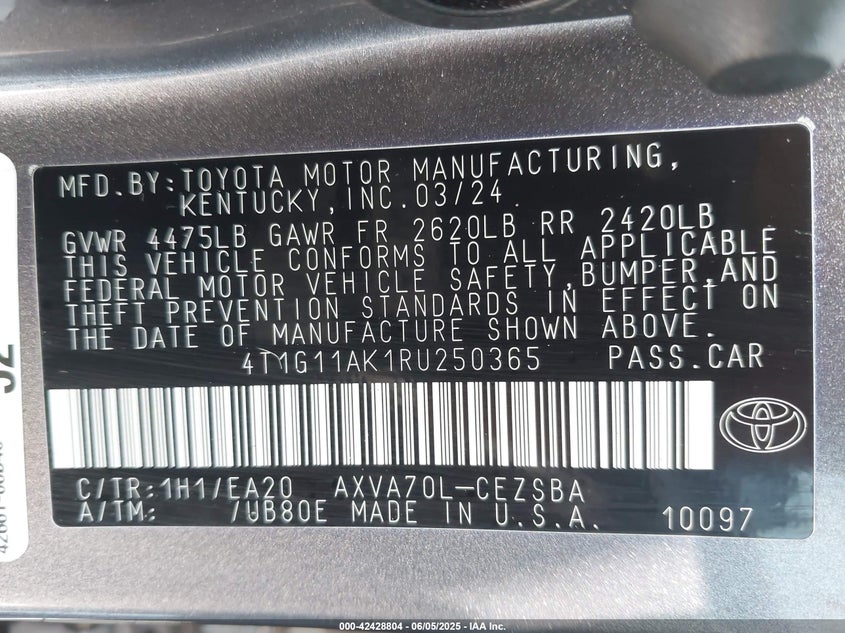 MFD.BY:TOYOTA MOTOR MANUFACTURING,
KENTUCKY,INC.03/24
GVWR 4475LB GAWR FR 2620LB RR 2420LB
THIS VEHICLE CONFORMS TO ALL APPLICABLE
FEDERAL MOTOR VEHICLE SAFETY,BUMPER,AND
THEFT PREVENTION STANDARDS IN EFFECT ON
THE DATE OF MANUFACTURE SHOWN ABOVE.
4T1G11AK1RU250365 PASS.CAR
C/TR:1H1/EA20 AXVA70L-CEZSBA
A/TM: /UB80E MADE IN U.S.A. 10097
000-42428804 - 06/05/2025 - IAA Inc.